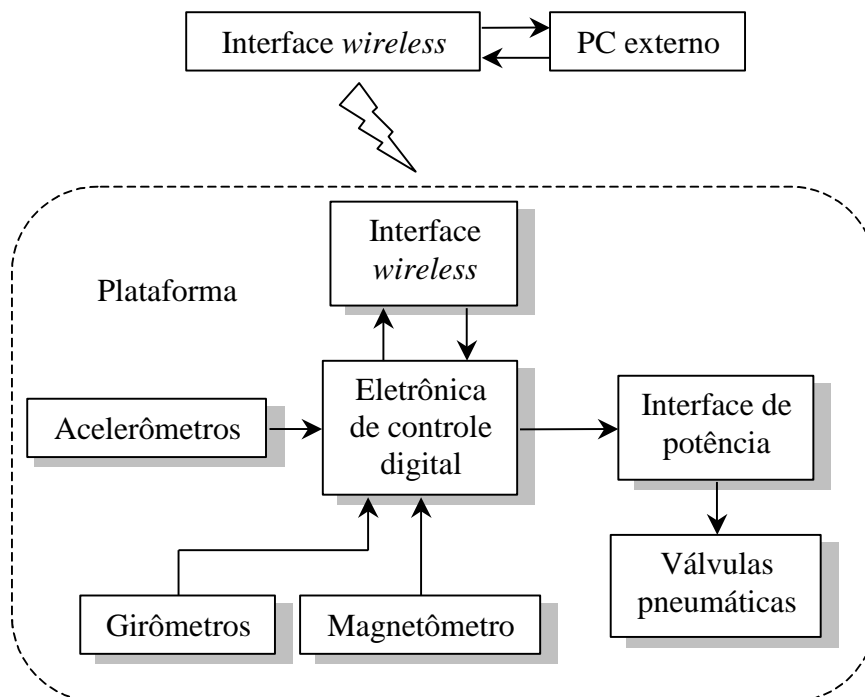 Interface wireless
PC externo
Interface
wireless
Plataforma
Eletrônica
de controle
digital
Acelerômetros
Interface de
potência
Válvulas
pneumáticas
Girômetros
Magnetômetro